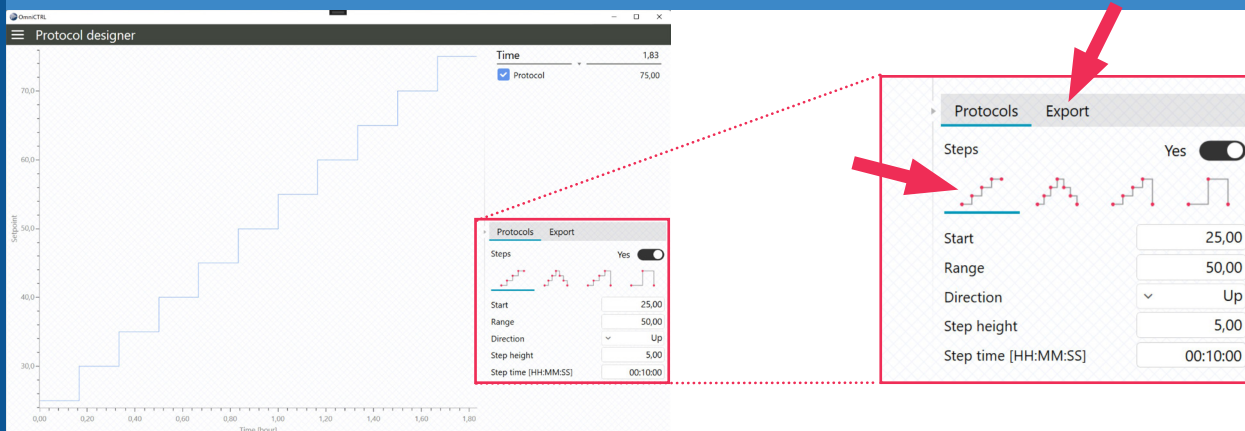 OmniCTRL
Protocol designer
Time 1,83
Protocol 75,00
70,0
60,0
50,0
40,0
30,0
Setpoint
0,00 0,20 0,40 0,60 0,80 1,00 1,20 1,40 1,60 1,80
Time (hour)
Protocols Export
Steps Yes
Start 25,00
Range 50,00
Direction Up
Step height 5,00
Step time [HH:MM:SS] 00:10:00
Protocols Export
Steps Yes
Start 25,00
Range 50,00
Direction Up
Step height 5,00
Step time [HH:MM:SS] 00:10:00